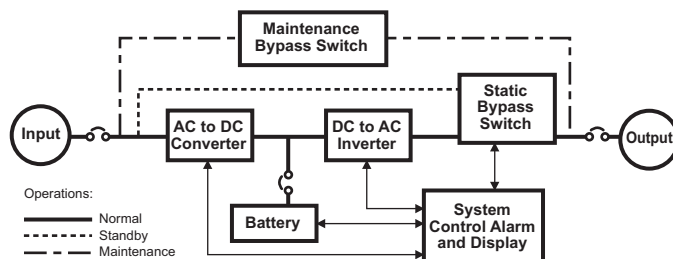 Maintenance
Bypass Switch
Static
Bypass
Switch
Input
AC to DC
Converter
DC to AC
Inverter
Output
Operations:
Normal
Standby
Maintenance
Battery
System
Control Alarm
and Display